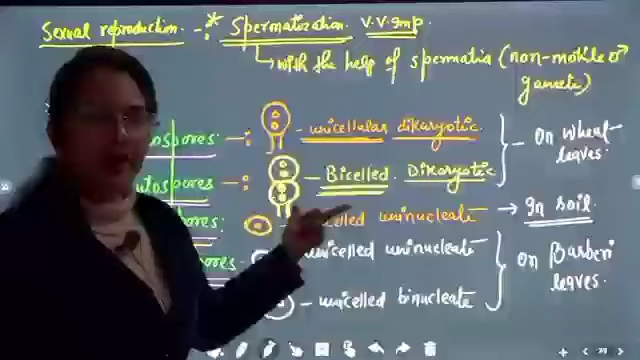 Sexual reproduction -:* Spermatization. V.V. Imp.
↳ with the help of spermatia (non-motile ♂ gamete)
-: - unicellular dikaryotic.
-: - Bicelled. Dikaryotic
- On Wheat leaves.
uninucleate → In soil.
unicelled uninucleate
- unicelled binucleate
on Barberi leaves.